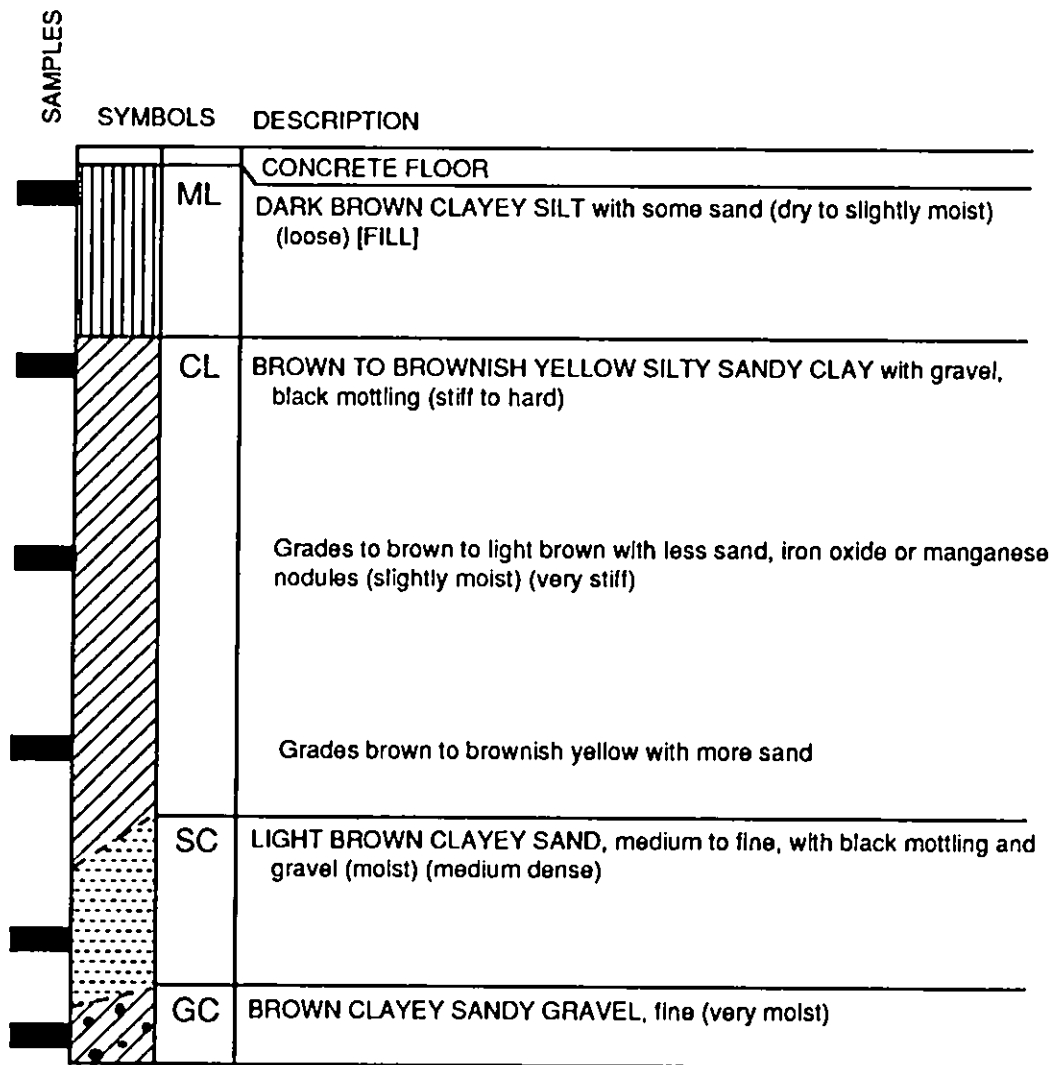 SAMPLES
SYMBOLS DESCRIPTION
CONCRETE FLOOR
ML
DARK BROWN CLAYEY SILT with some sand (dry to slightly moist)
(loose) [FILL]
CL BROWN TO BROWNISH YELLOW SILTY SANDY CLAY with gravel,
black mottling (stiff to hard)
Grades to brown to light brown with less sand, iron oxide or manganese
nodules (slightly moist) (very stiff)
Grades brown to brownish yellow with more sand
SC LIGHT BROWN CLAYEY SAND, medium to fine, with black mottling and
gravel (moist) (medium dense)
GC BROWN CLAYEY SANDY GRAVEL, fine (very moist)